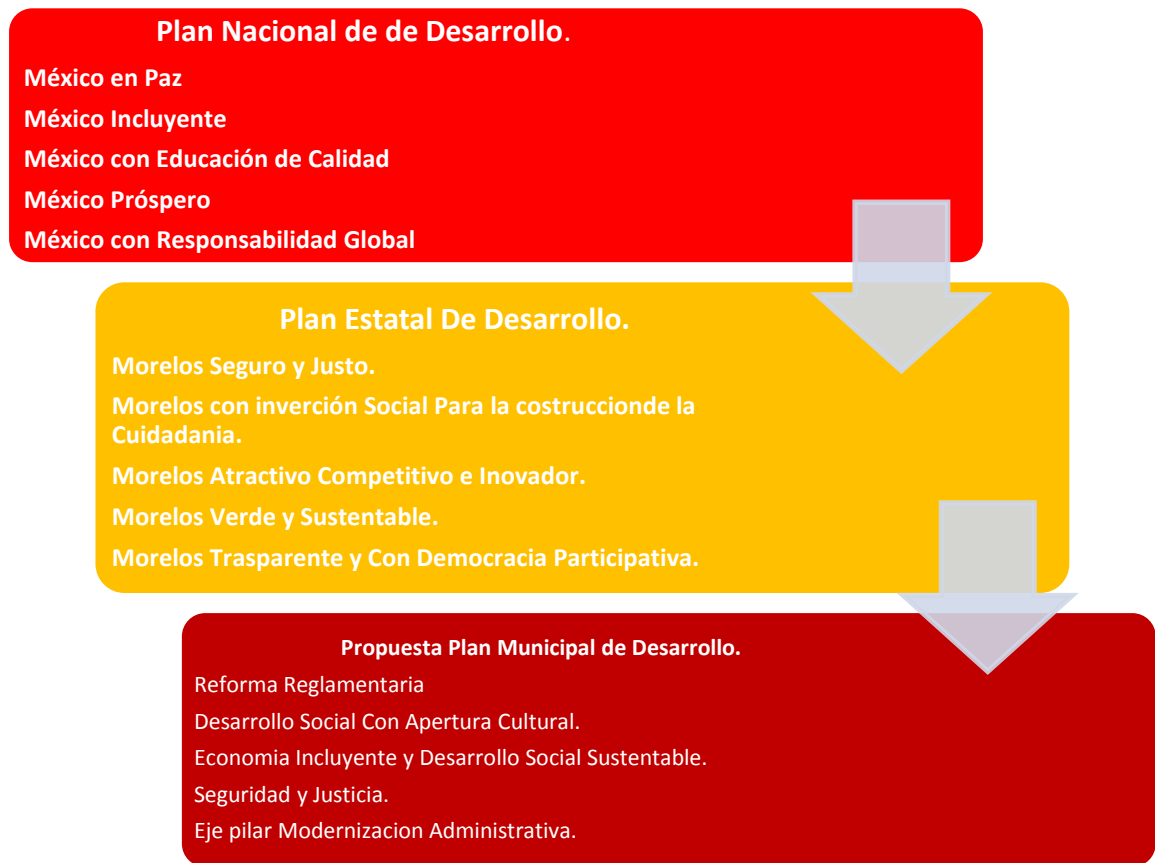 Plan Nacional de de Desarrollo.
México en Paz
México Incluyente
México con Educación de Calidad
México Próspero
México con Responsabilidad Global
Plan Estatal De Desarrollo.
Morelos Seguro y Justo.
Morelos con inverción Social Para la costruccionde la
Cuidadania.
Morelos Atractivo Competitivo e Inovador.
Morelos Verde y Sustentable.
Morelos Trasparente y Con Democracia Participativa.
Propuesta Plan Municipal de Desarrollo.
Reforma Reglamentaria
Desarrollo Social Con Apertura Cultural.
Economia Incluyente y Desarrollo Social Sustentable.
Seguridad y Justicia.
Eje pilar Modernizacion Administrativa.